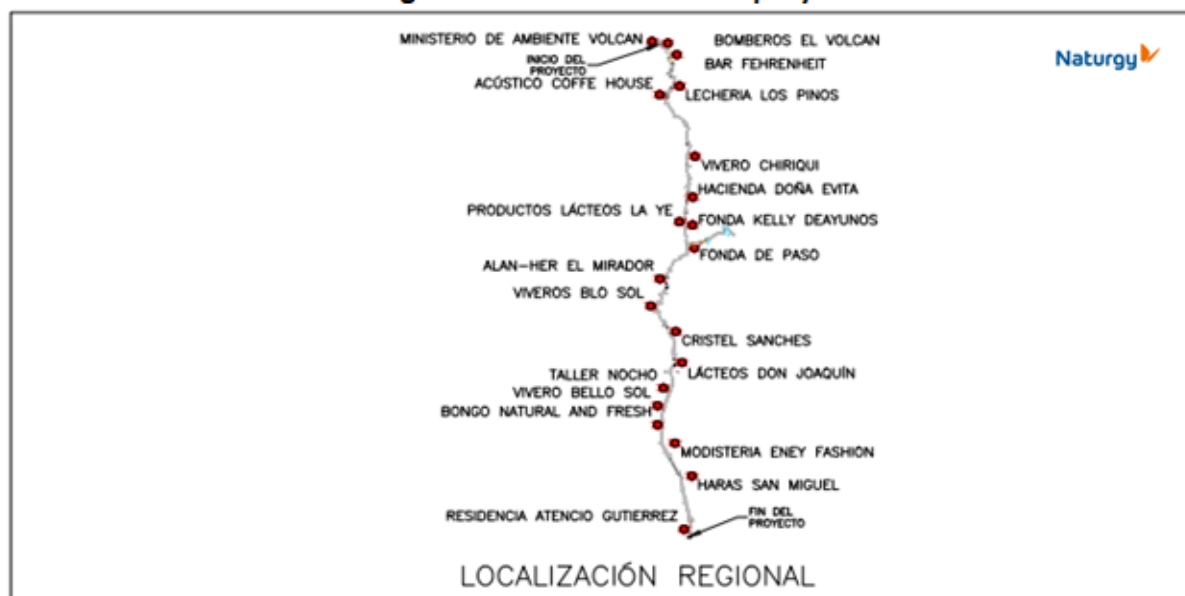 MINISTERIO DE AMBIENTE VOLCAN
BOMBEROS EL VOLCAN
INICIO DEL
PROYECTO
BAR FEHRENHEIT
Naturgy
ACÚSTICO COFFE HOUSE
LECHERIA LOS PINOS
VIVERO CHIRIQUI
HACIENDA DOÑA EVITA
PRODUCTOS LÁCTEOS LA YE
FONDA KELLY DEAYUNOS
FONDA DE PASO
ALAN-HER EL MIRADOR
VIVEROS BLO SOL
CRISTEL SANCHES
TALLER NOCHO
LÁCTEOS DON JOAQUÍN
VIVERO BELLO SOL
BONGO NATURAL AND FRESH
MODISTERIA ENEY FASHION
HARAS SAN MIGUEL
RESIDENCIA ATENCIO GUTIERREZ
FIN DEL
PROYECTO
LOCALIZACIÓN REGIONAL